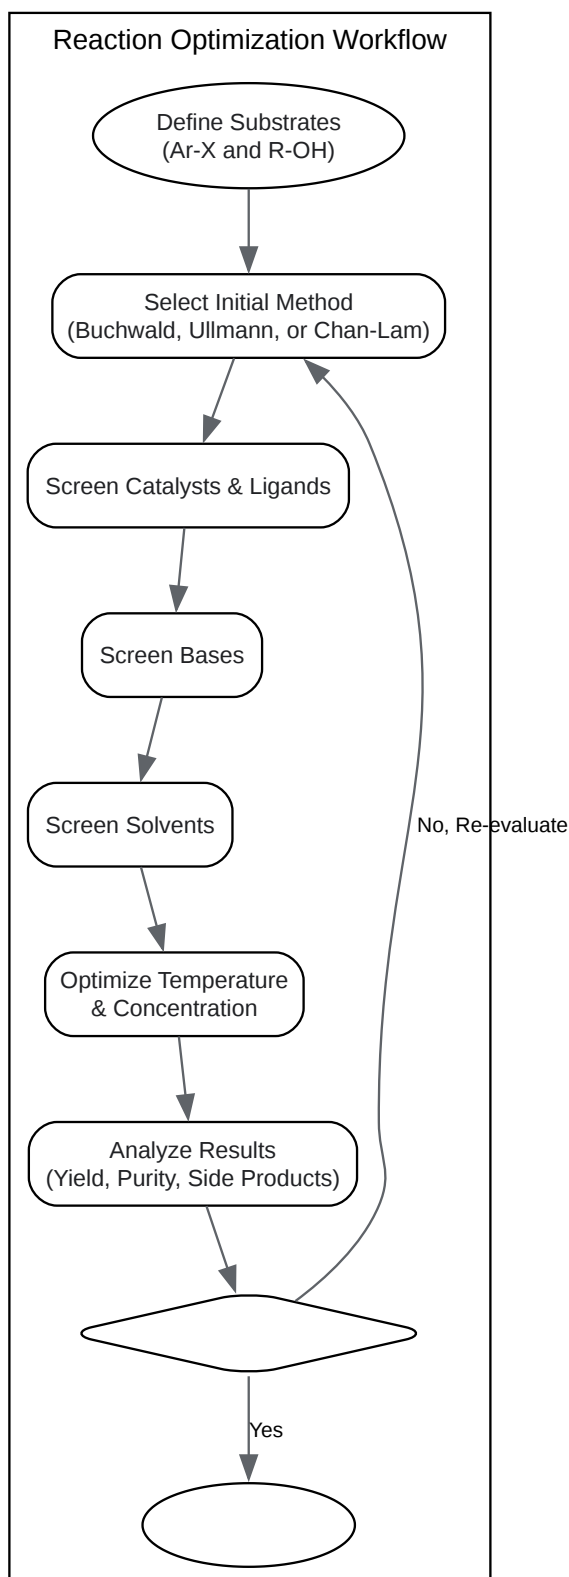 Reaction Optimization Workflow
Define Substrates
(Ar-X and R-OH)
Select Initial Method
(Buchwald, Ullmann, or Chan-Lam)
Screen Catalysts & Ligands
Screen Bases
Screen Solvents
No, Re-evaluate
Optimize Temperature
& Concentration
Analyze Results
(Yield, Purity, Side Products)
Yes